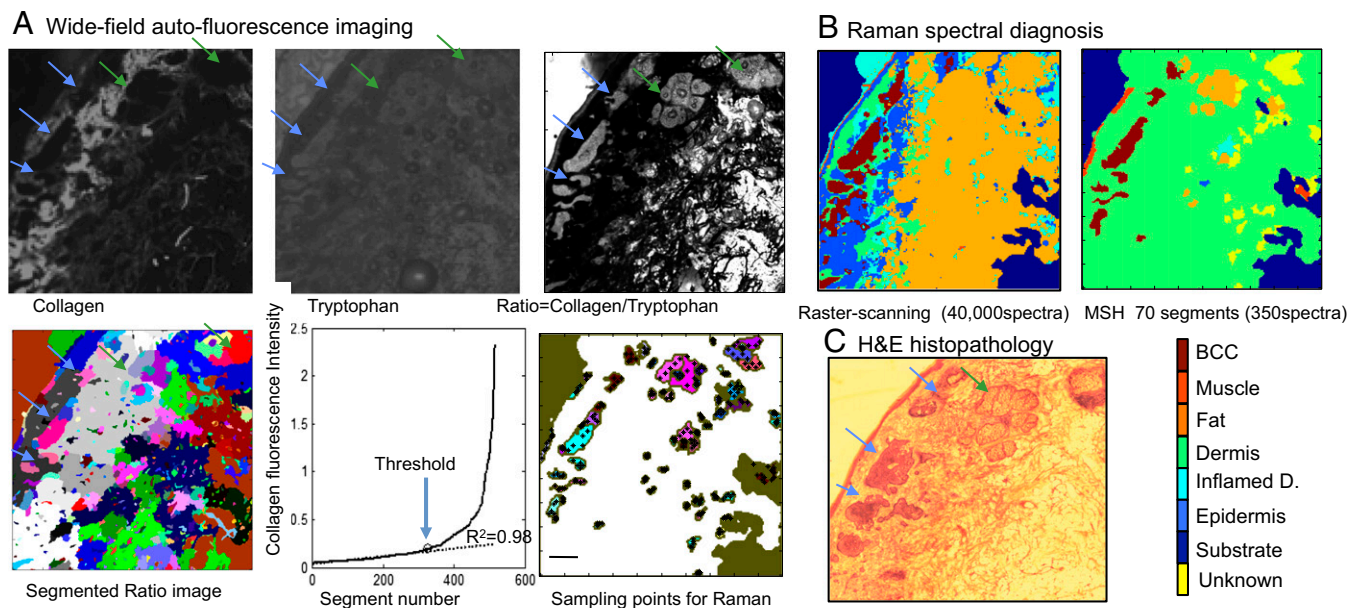 A Wide-field auto-fluorescence imaging
Collagen
Tryptophan
Ratio=Collagen/Tryptophan
Segmented Ratio image
Collagen fluorescence Intensity
2.5
2
1.5
1
0.5
0
0 200 400 600
Threshold
R²=0.98
Segment number
Sampling points for Raman
B Raman spectral diagnosis
Raster-scanning (40,000spectra)
MSH 70 segments (350spectra)
C H&E histopathology
BCC
Muscle
Fat
Dermis
Inflamed D.
Epidermis
Substrate
Unknown